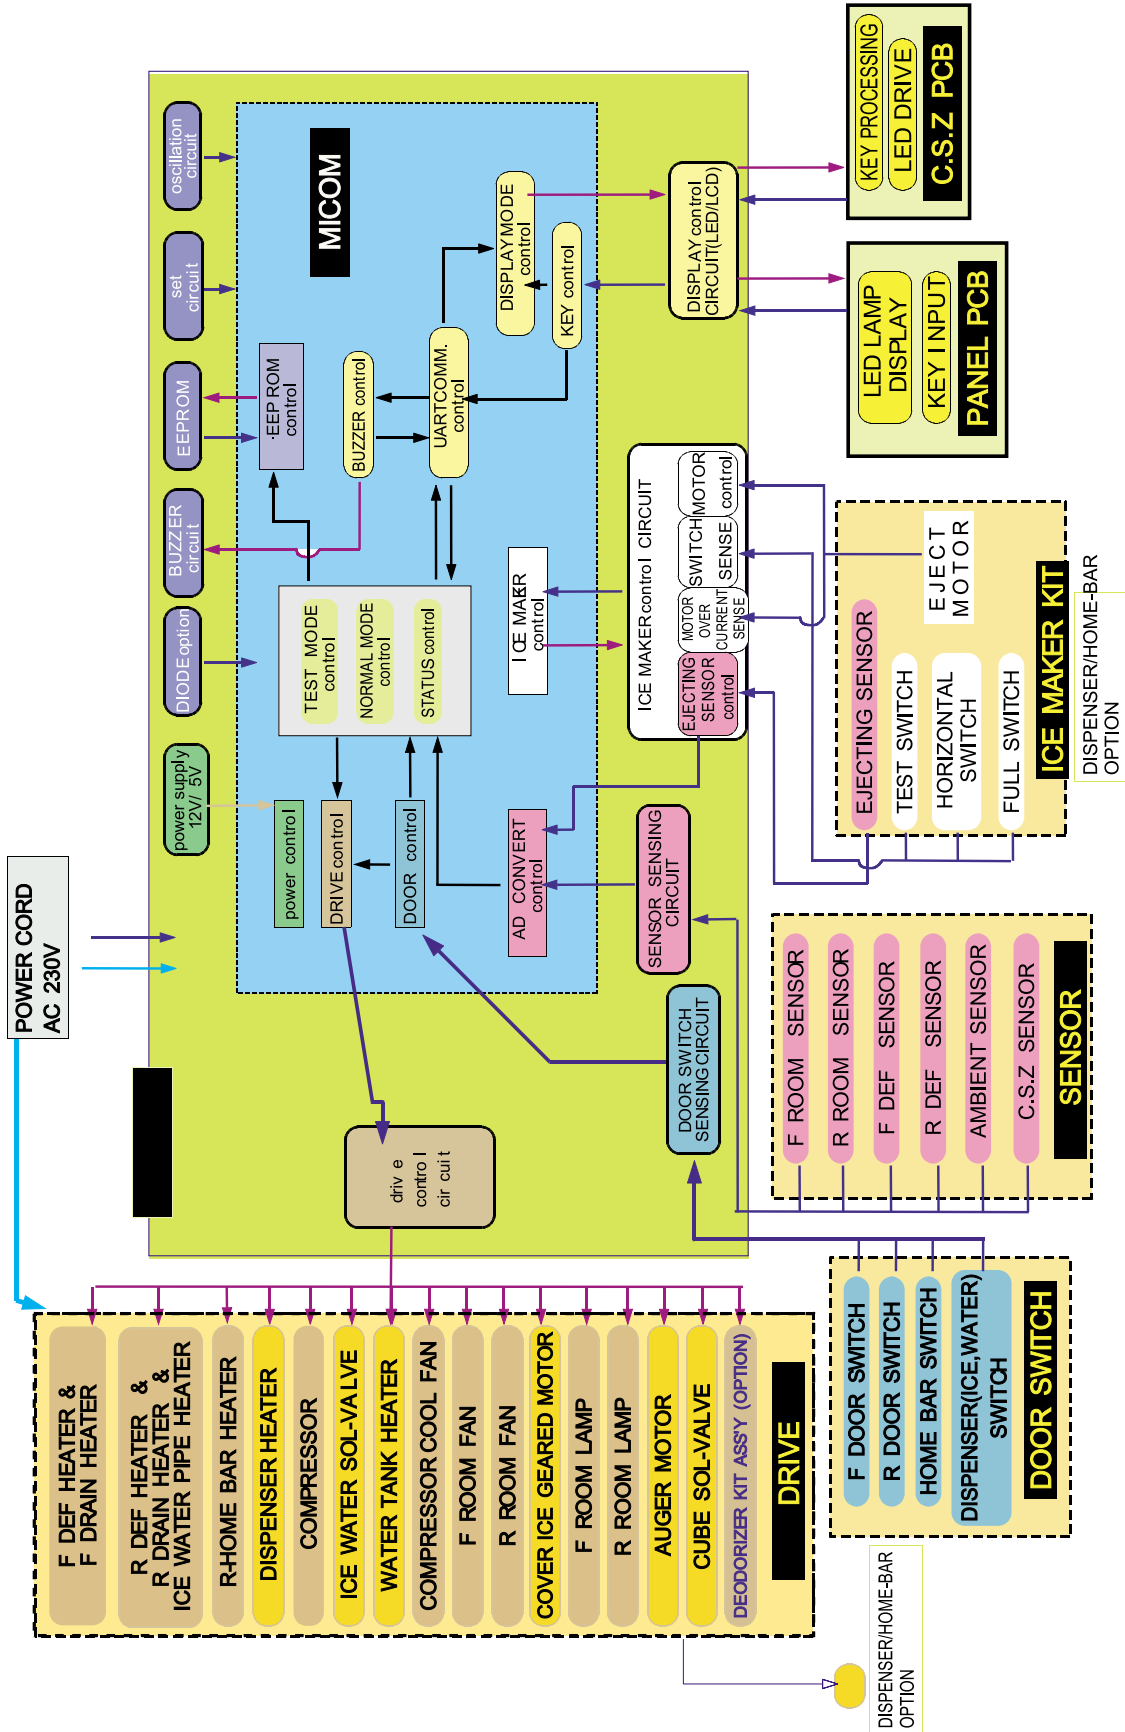 POWER CORD
AC 230V
power supply
12V/ 5V
DIODE option
BUZZER
circuit
EEPROM
set
circuit
oscillation
circuit
MICOM
power control
DRIVE control
DOOR control
AD CONVERT
control
TEST MODE
control
NORMAL MODE
control
STATUS control
·EEP ROM
control
BUZZER control
UARTCOMM.
control
DISPLAY MODE
control
KEY control
ICE MAKER
control
drive
control
circuit
DOOR SWITCH
SENSING CIRCUIT
SENSOR SENSING
CIRCUIT
ICE MAKER control CIRCUIT
EJECTING
SENSOR
control
MOTOR
OVER
CURRENT
SENSE
SWITCH
SENSE
MOTOR
control
DISPLAY control
CIRCUIT(LED/LCD)
F DEF HEATER &
F DRAIN HEATER
R DEF HEATER &
R DRAIN HEATER &
ICE WATER PIPE HEATER
R-HOME BAR HEATER
DISPENSER HEATER
COMPRESSOR
ICE WATER SOL-VALVE
WATER TANK HEATER
COMPRESSOR COOL FAN
F ROOM FAN
R ROOM FAN
COVER ICE GEARED MOTOR
F ROOM LAMP
R ROOM LAMP
AUGER MOTOR
CUBE SOL-VALVE
DEODORIZER KIT ASS'Y (OPTION)
DRIVE
DISPENSER/HOME-BAR
OPTION
F DOOR SWITCH
R DOOR SWITCH
HOME BAR SWITCH
DISPENSER(ICE,WATER)
SWITCH
DOOR SWITCH
F ROOM SENSOR
R ROOM SENSOR
F DEF SENSOR
R DEF SENSOR
AMBIENT SENSOR
C.S.Z SENSOR
SENSOR
EJECTING SENSOR
TEST SWITCH
HORIZONTAL
SWITCH
FULL SWITCH
EJECT
MOTOR
ICE MAKER KIT
DISPENSER/HOME-BAR
OPTION
LED LAMP
DISPLAY
KEY INPUT
PANEL PCB
KEY PROCESSING
LED DRIVE
C.S.Z PCB